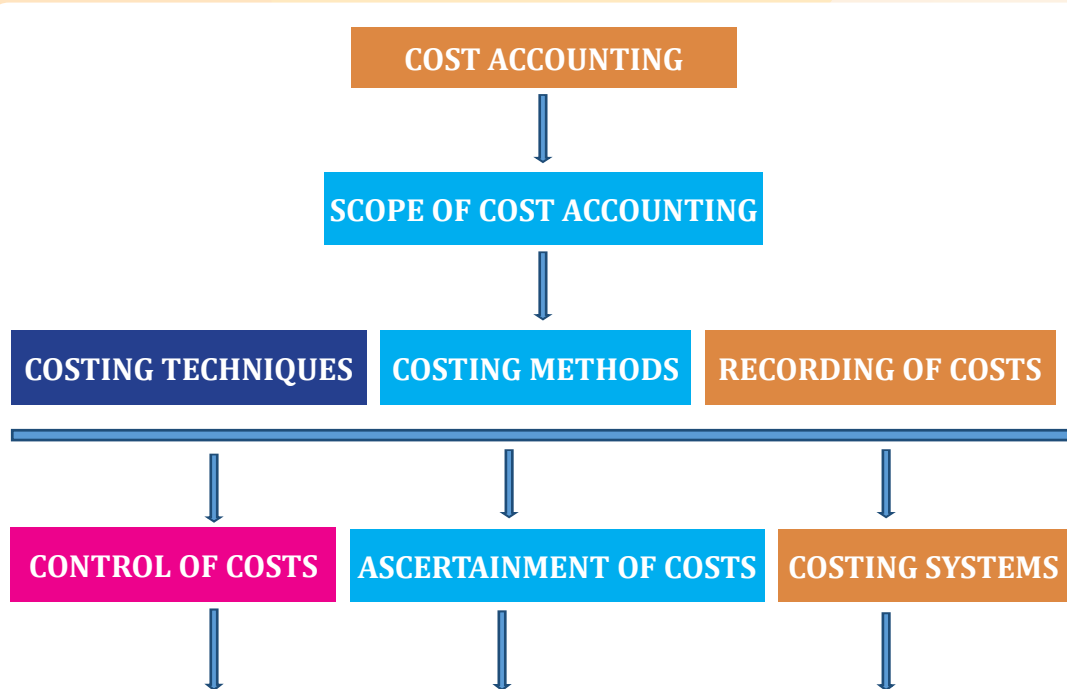 COST ACCOUNTING
SCOPE OF COST ACCOUNTING
COSTING TECHNIQUES
COSTING METHODS
RECORDING OF COSTS
CONTROL OF COSTS
ASCERTAINMENT OF COSTS
COSTING SYSTEMS